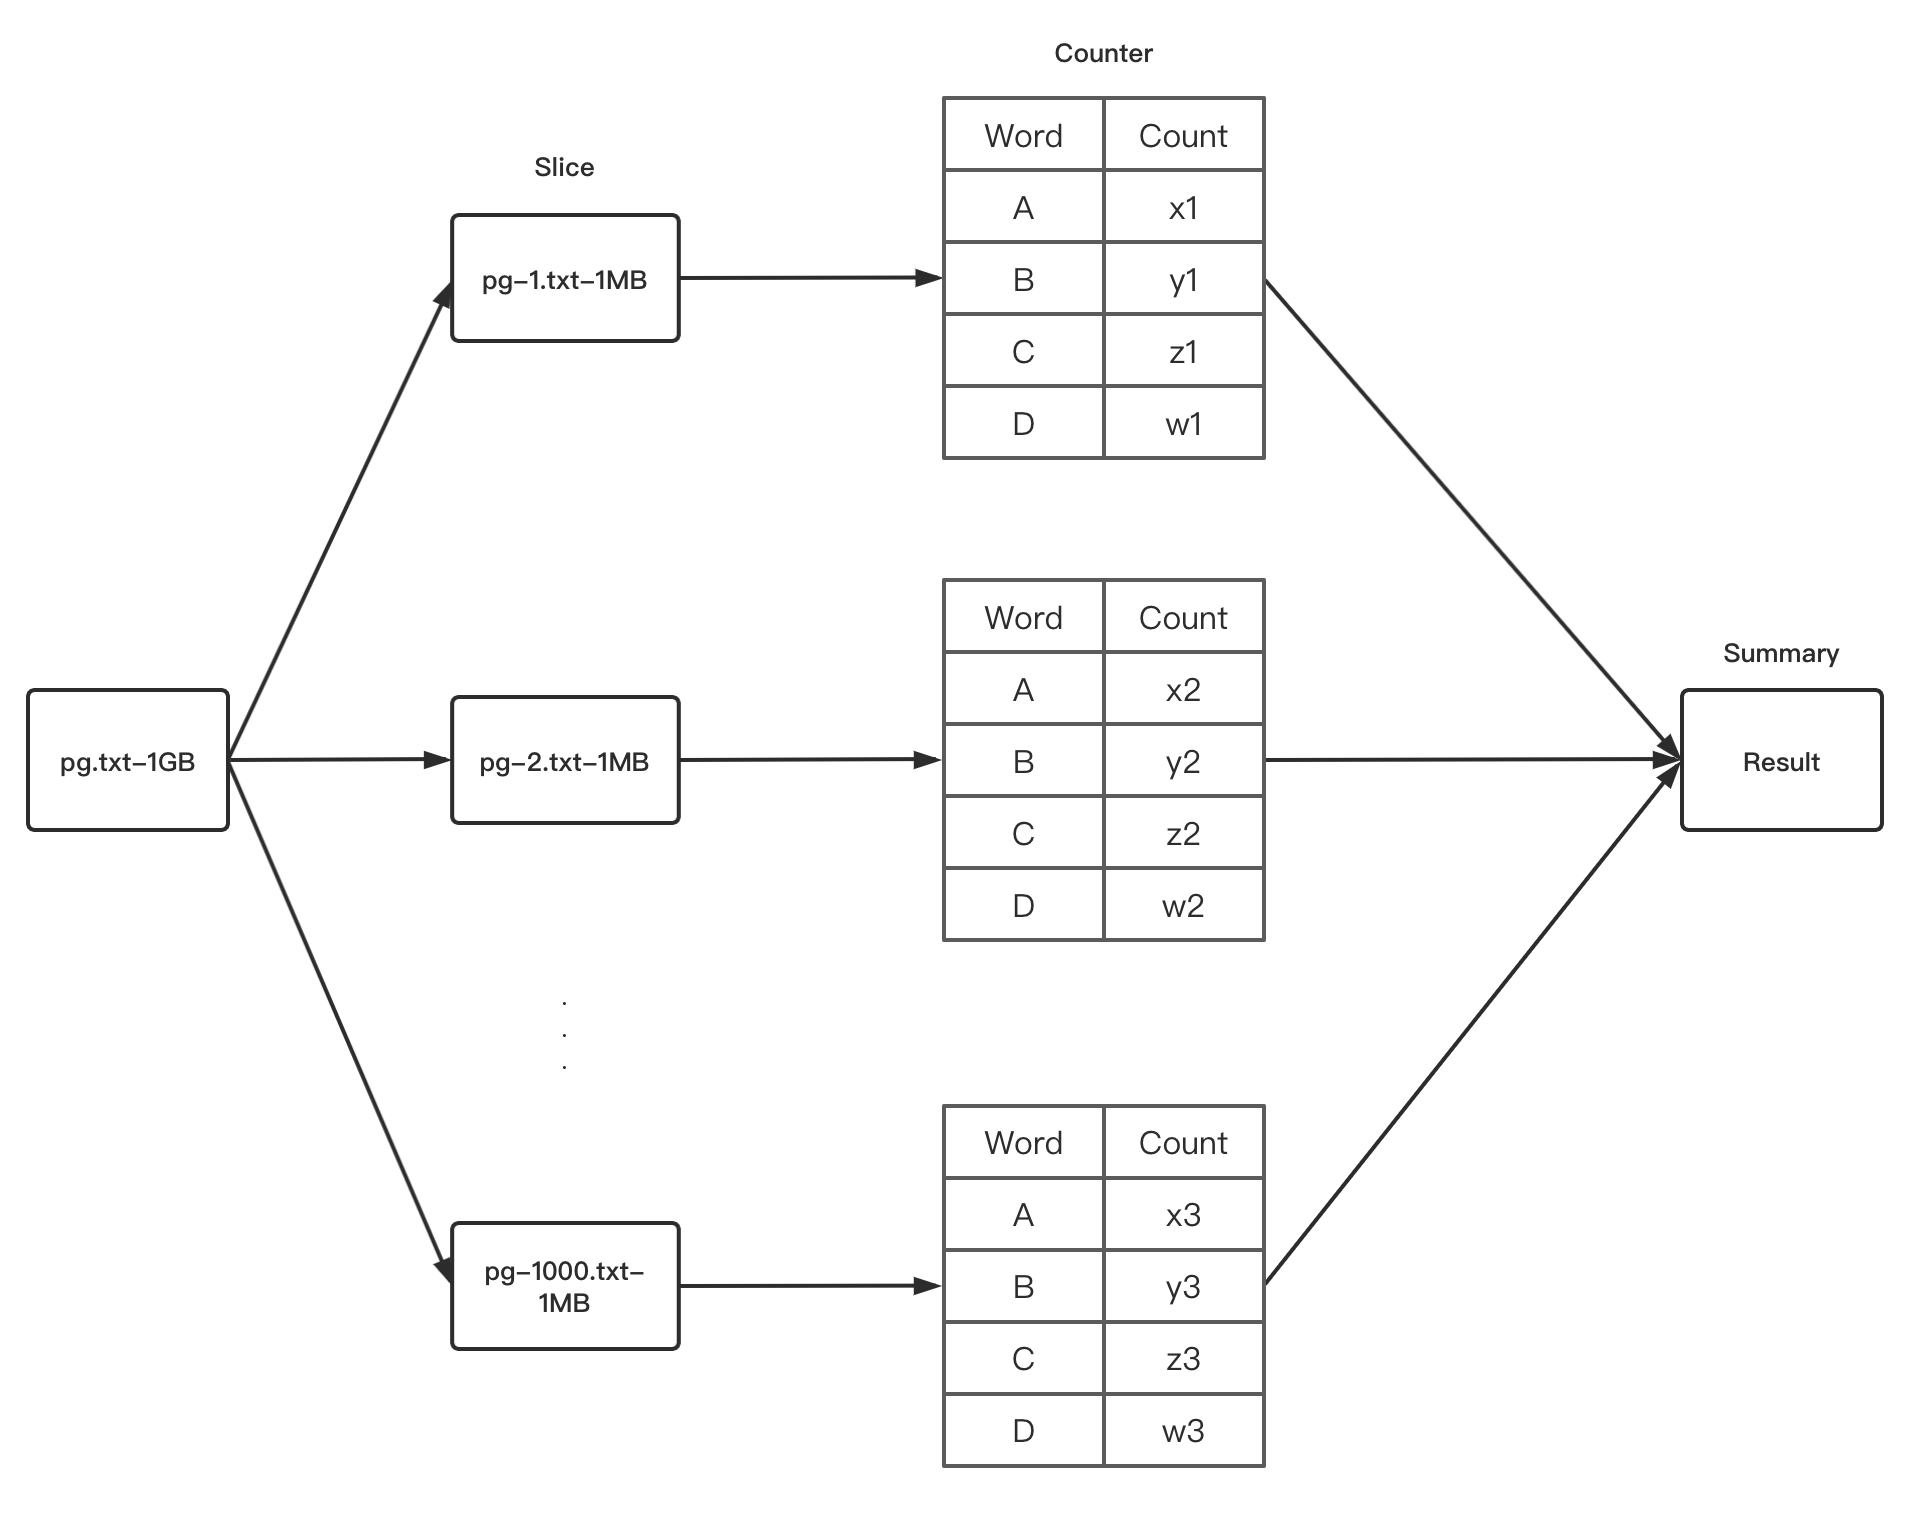 Counter
Word Count
A x1
B y1
C z1
D w1
Slice
pg-1.txt-1MB
Word Count
A x2
B y2
C z2
D w2
Summary
pg.txt-1GB
pg-2.txt-1MB
Result
.
.
.
Word Count
A x3
B y3
C z3
D w3
pg-1000.txt-
1MB